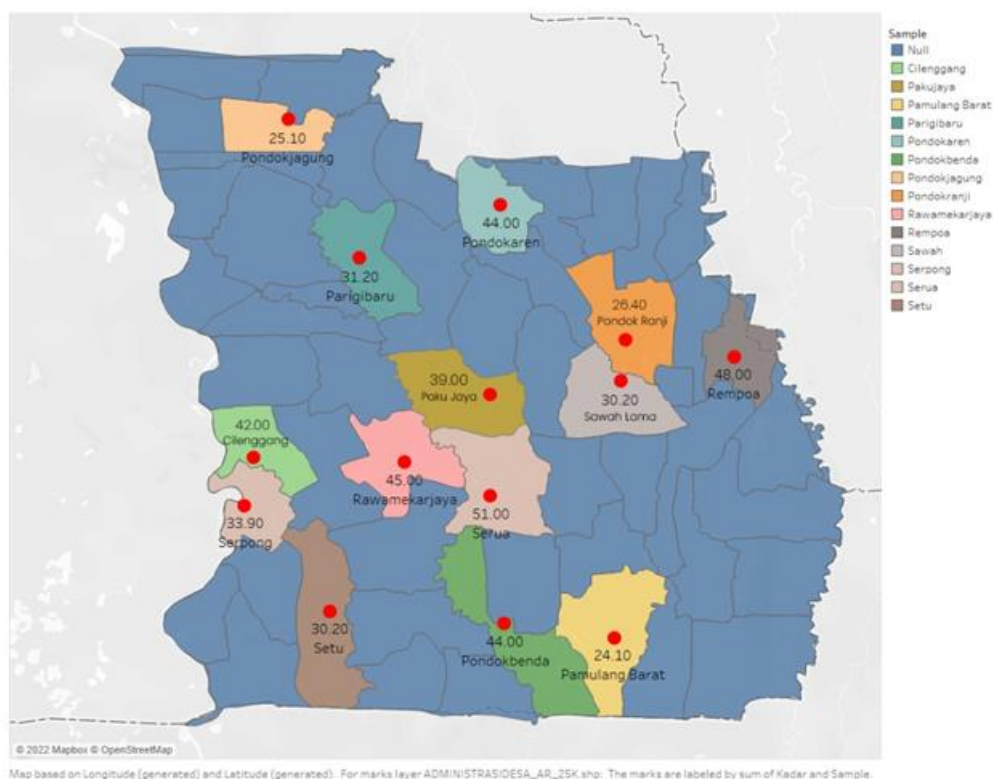 Sample
Null
Cilenggang
Pakujaya
Pamulang Barat
Parigibaru
Pondokaren
Pondokbenda
Pondokjagung
Pondokranji
Rawamekarjaya
Rempoa
Sawah
Serpong
Serua
Setu
25.10
Pondokjagung
44.00
Pondokaren
31.20
Parigibaru
26.40
Pondok Ranji
48.00
Rempoa
39.00
Paku Jaya
30.20
Sawah Lama
42.00
Cilenggang
45.00
Rawamekarjaya
51.00
Serua
33.90
Serpong
30.20
Setu
44.00
Pondokbenda
24.10
Pamulang Barat
© 2022 Mapbox © OpenStreetMap
Map based on Longitude (generated) and Latitude (generated). For marks layer ADMINISTRASIDESA_AR_25K.shp: The marks are labeled by sum of Kadar and Sample.